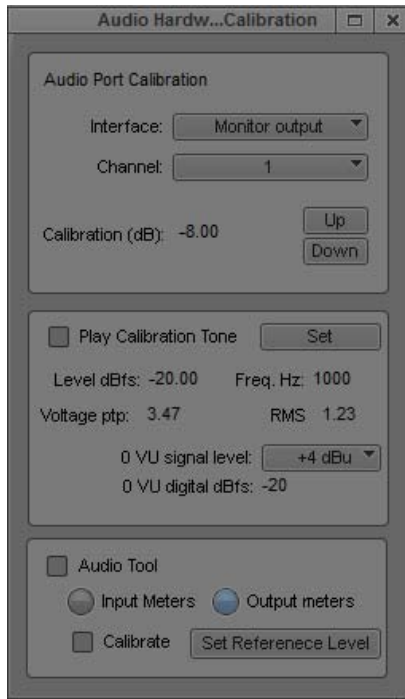 Audio Hardw...Calibration
Audio Port Calibration
Interface: Monitor output
Channel: 1
Calibration (dB): -8.00
Up
Down
Play Calibration Tone Set
Level dBfs: -20.00 Freq. Hz: 1000
Voltage ptp: 3.47 RMS 1.23
0 VU signal level: +4 dBu
0 VU digital dBfs: -20
Audio Tool
Input Meters Output meters
Calibrate Set Referenece Level